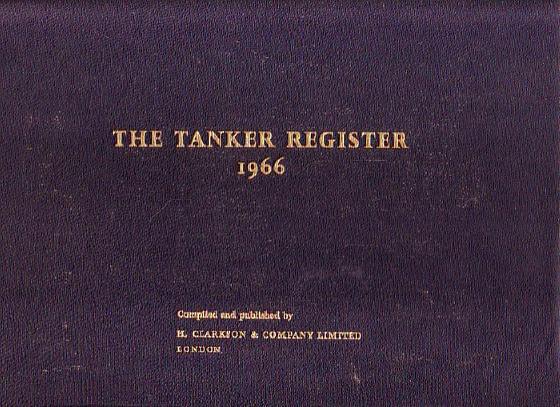 THE TANKER REGISTER
1966
Compiled and published by
H. CLARKSON & COMPANY LIMITED
LONDON